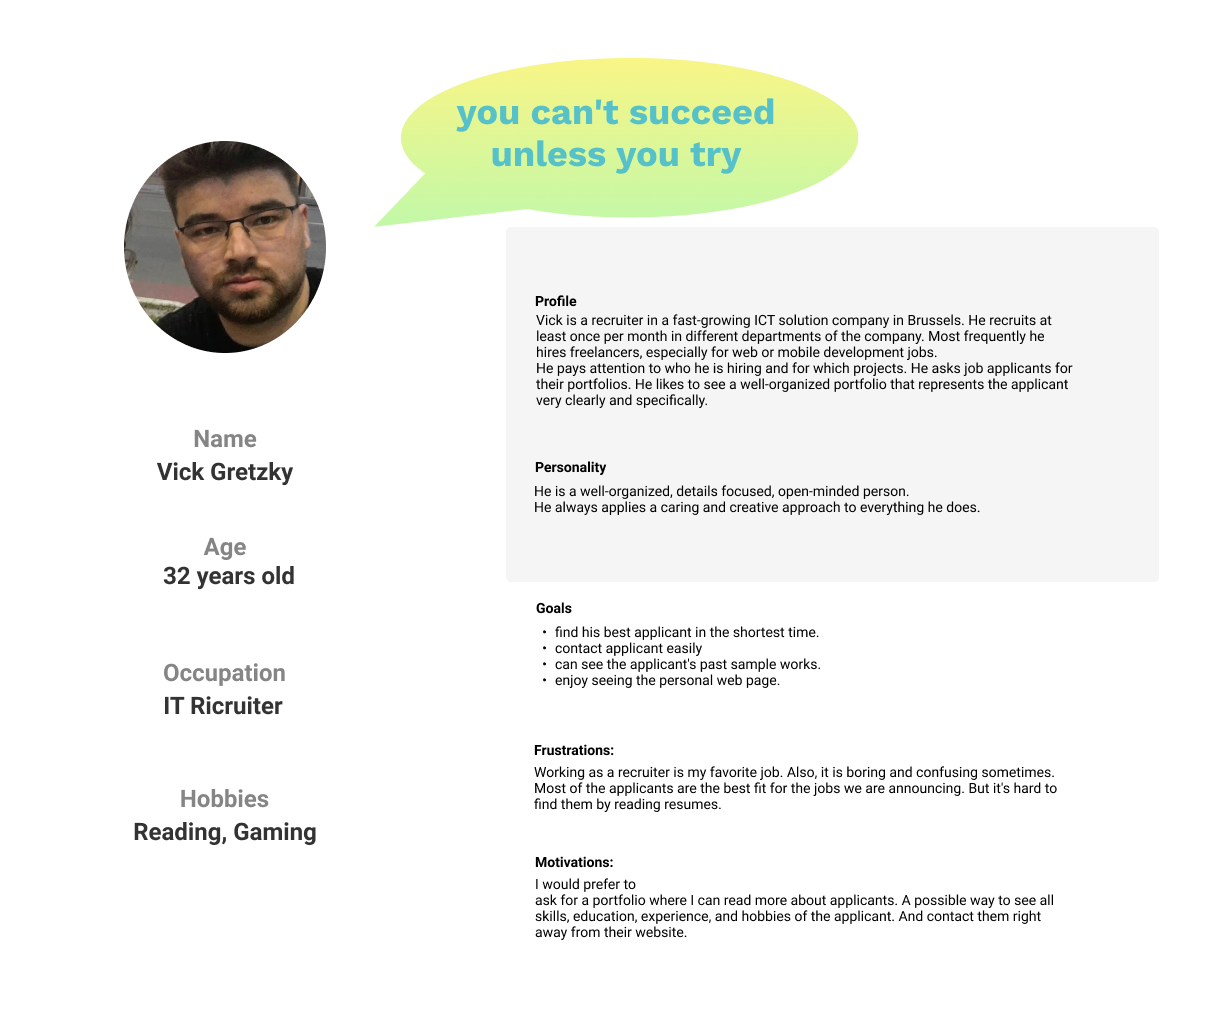 you can't succeed
unless you try
Name
Vick Gretzky
Age
32 years old
Occupation
IT Ricruiter
Hobbies
Reading, Gaming
Profile
Vick is a recruiter in a fast-growing ICT solution company in Brussels. He recruits at
least once per month in different departments of the company. Most frequently he
hires freelancers, especially for web or mobile development jobs.
He pays attention to who he is hiring and for which projects. He asks job applicants for
their portfolios. He likes to see a well-organized portfolio that represents the applicant
very clearly and specifically.
Personality
He is a well-organized, details focused, open-minded person.
He always applies a caring and creative approach to everything he does.
Goals
• find his best applicant in the shortest time.
• contact applicant easily
• can see the applicant's past sample works.
• enjoy seeing the personal web page.
Frustrations:
Working as a recruiter is my favorite job. Also, it is boring and confusing sometimes.
Most of the applicants are the best fit for the jobs we are announcing. But it's hard to
find them by reading resumes.
Motivations:
I would prefer to
ask for a portfolio where I can read more about applicants. A possible way to see all
skills, education, experience, and hobbies of the applicant. And contact them right
away from their website.